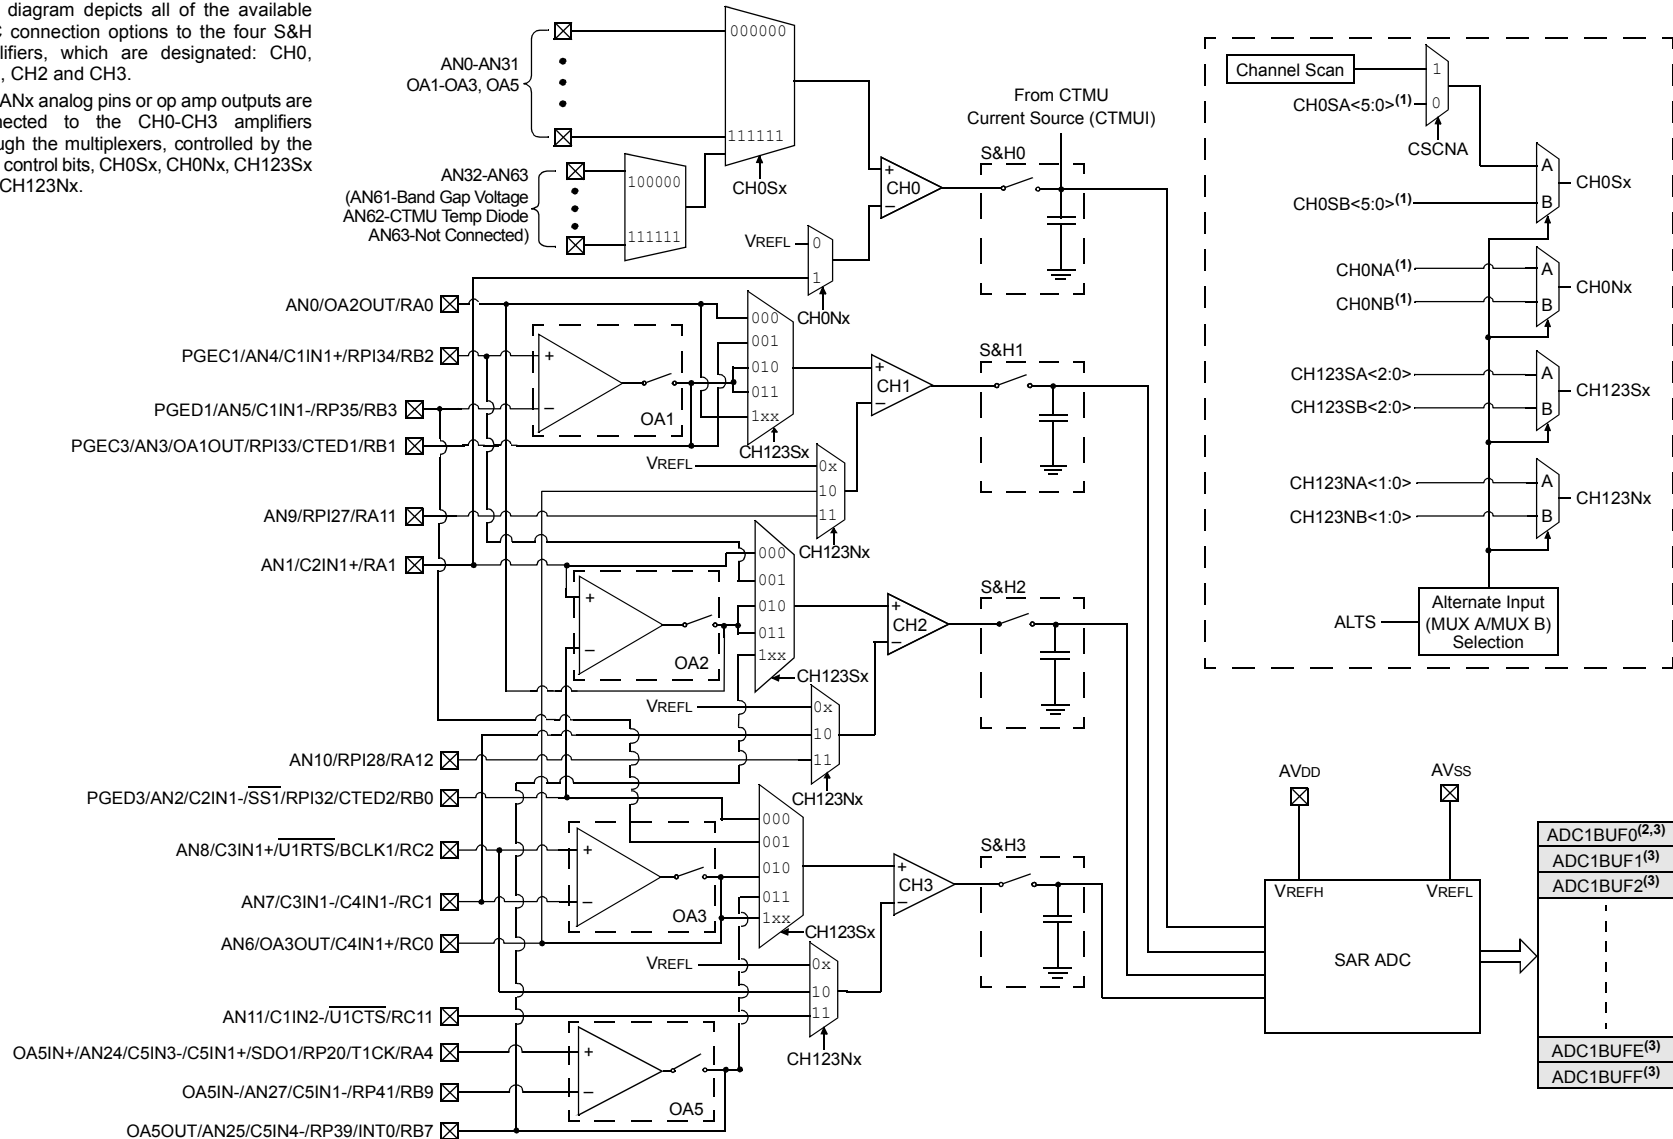 diagram depicts all of the available
connection options to the four S&H
lifiers, which are designated: CH0,
, CH2 and CH3.
ANx analog pins or op amp outputs are
nected to the CH0-CH3 amplifiers
ugh the multiplexers, controlled by the
control bits, CH0Sx, CH0Nx, CH123Sx
CH123Nx.
AN0-AN31
OA1-OA3, OA5
000000
111111
CH0Sx
AN32-AN63
(AN61-Band Gap Voltage
AN62-CTMU Temp Diode
AN63-Not Connected)
100000
111111
From CTMU
Current Source (CTMUI)
S&H0
+
CH0
–
VREFL
0
1
CH0Nx
Channel Scan
1
CH0SA<5:0>(1)
0
CSCNA
A
CH0Sx
CH0SB<5:0>(1)
B
CH0NA(1)
A
CH0Nx
CH0NB(1)
B
CH123SA<2:0>
A
CH123Sx
CH123SB<2:0>
B
CH123NA<1:0>
A
CH123Nx
CH123NB<1:0>
B
ALTS
Alternate Input
(MUX A/MUX B)
Selection
AN0/OA2OUT/RA0
PGEC1/AN4/C1IN1+/RPI34/RB2
PGED1/AN5/C1IN1-/RP35/RB3
PGEC3/AN3/OA1OUT/RPI33/CTED1/RB1
AN9/RPI27/RA11
AN1/C2IN1+/RA1
+
–
OA1
000
001
010
011
1xx
CH123Sx
VREFL
0x
10
11
CH123Nx
+
CH1
–
S&H1
+
–
OA2
000
001
010
011
1xx
CH123Sx
VREFL
0x
10
11
CH123Nx
+
CH2
–
S&H2
AN10/RPI28/RA12
PGED3/AN2/C2IN1-/SS1/RPI32/CTED2/RB0
AN8/C3IN1+/U1RTS/BCLK1/RC2
AN7/C3IN1-/C4IN1-/RC1
AN6/OA3OUT/C4IN1+/RC0
AN11/C1IN2-/U1CTS/RC11
OA5IN+/AN24/C5IN3-/C5IN1+/SDO1/RP20/T1CK/RA4
OA5IN-/AN27/C5IN1-/RP41/RB9
OA5OUT/AN25/C5IN4-/RP39/INT0/RB7
+
–
OA3
000
001
010
011
1xx
CH123Sx
VREFL
0x
10
11
CH123Nx
+
CH3
–
S&H3
+
–
OA5
AVDD
AVSS
VREFH
VREFL
SAR ADC
ADC1BUF0(2,3)
ADC1BUF1(3)
ADC1BUF2(3)
ADC1BUFE(3)
ADC1BUFF(3)